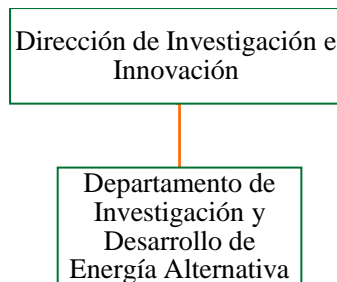 Dirección de Investigación e
Innovación
Departamento de
Investigación y
Desarrollo de
Energía Alternativa